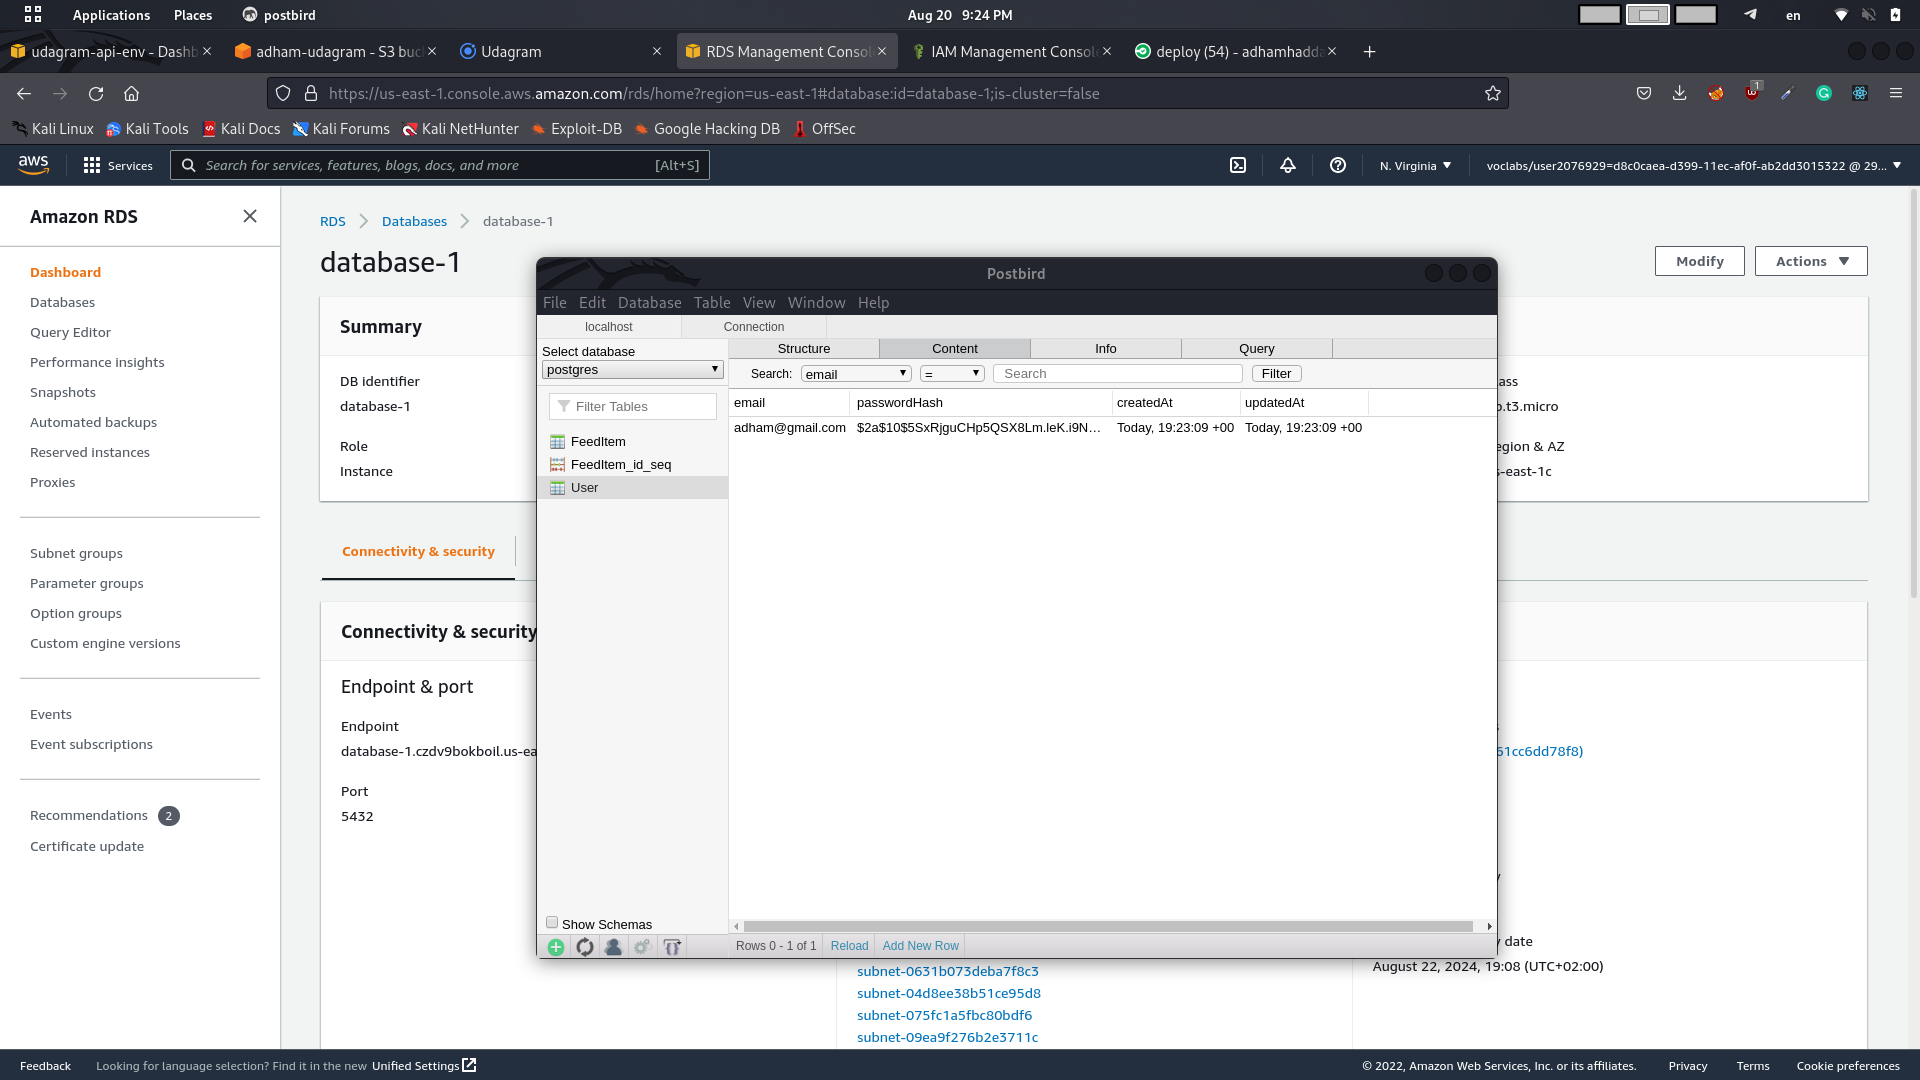 Applications Places postbird Aug 20 9:24 PM en
udagram-api-env - Dashb adham-udagram - S3 buc Udagram RDS Management Consol IAM Management Consol deploy (54) - adhamhadda
https://us-east-1.console.aws.amazon.com/rds/home?region=us-east-1#database:id=database-1;is-cluster=false 1
Kali Linux Kali Tools Kali Docs Kali Forums Kali NetHunter Exploit-DB Google Hacking DB OffSec
aws Services Search for services, features, blogs, docs, and more [Alt+S] N. Virginia voclabs/user2076929=d8c0caea-d399-11ec-af0f-ab2dd3015322 @ 29...
Amazon RDS
Dashboard
Databases
Query Editor
Performance insights
Snapshots
Automated backups
Reserved instances
Proxies
Subnet groups
Parameter groups
Option groups
Custom engine versions
Events
Event subscriptions
Recommendations 2
Certificate update
RDS Databases database-1
database-1
Modify Actions
Summary
DB identifier
database-1
Role
Instance
ass
.t3.micro
egion & AZ
s-east-1c
Connectivity & security
Connectivity & security
Endpoint & port
Endpoint
database-1.czdv9bokboil.us-ea
Port
5432
Postbird
File Edit Database Table View Window Help
localhost Connection
Select database
postgres
Filter Tables
FeedItem
FeedItem_id_seq
User
Show Schemas
Structure Content Info Query
Search: email = Search Filter
email passwordHash createdAt updatedAt
adham@gmail.com $2a$10$5SxRjguCHp5QSX8Lm.leK.i9N... Today, 19:23:09 +00 Today, 19:23:09 +00
Rows 0 - 1 of 1 Reload Add New Row
subnet-0631b073deba7f8c3
subnet-04d8ee38b51ce95d8
subnet-075fc1a5fbc80bdf6
subnet-09ea9f276b2e3711c
61cc6dd78f8)
y
y date
August 22, 2024, 19:08 (UTC+02:00)
Feedback Looking for language selection? Find it in the new Unified Settings © 2022, Amazon Web Services, Inc. or its affiliates. Privacy Terms Cookie preferences